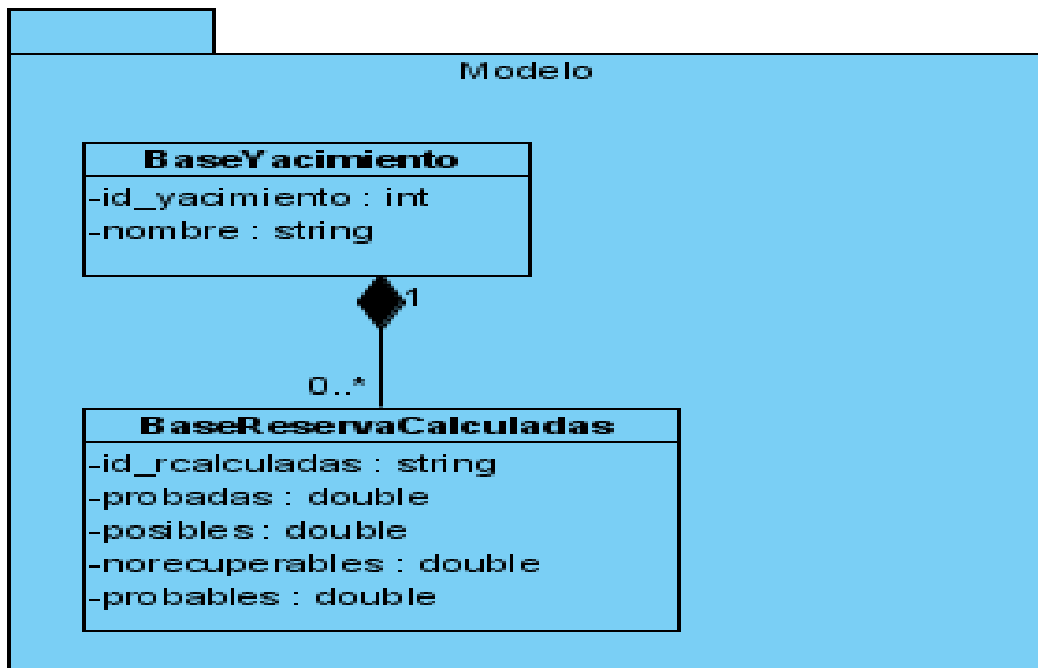 Modelo
BaseYacimiento
-id_yacimiento : int
-nombre : string
1
0..*
BaseReservaCalculadas
-id_rcalculadas : string
-probadas : double
-posibles : double
-norecuperables : double
-probables : double